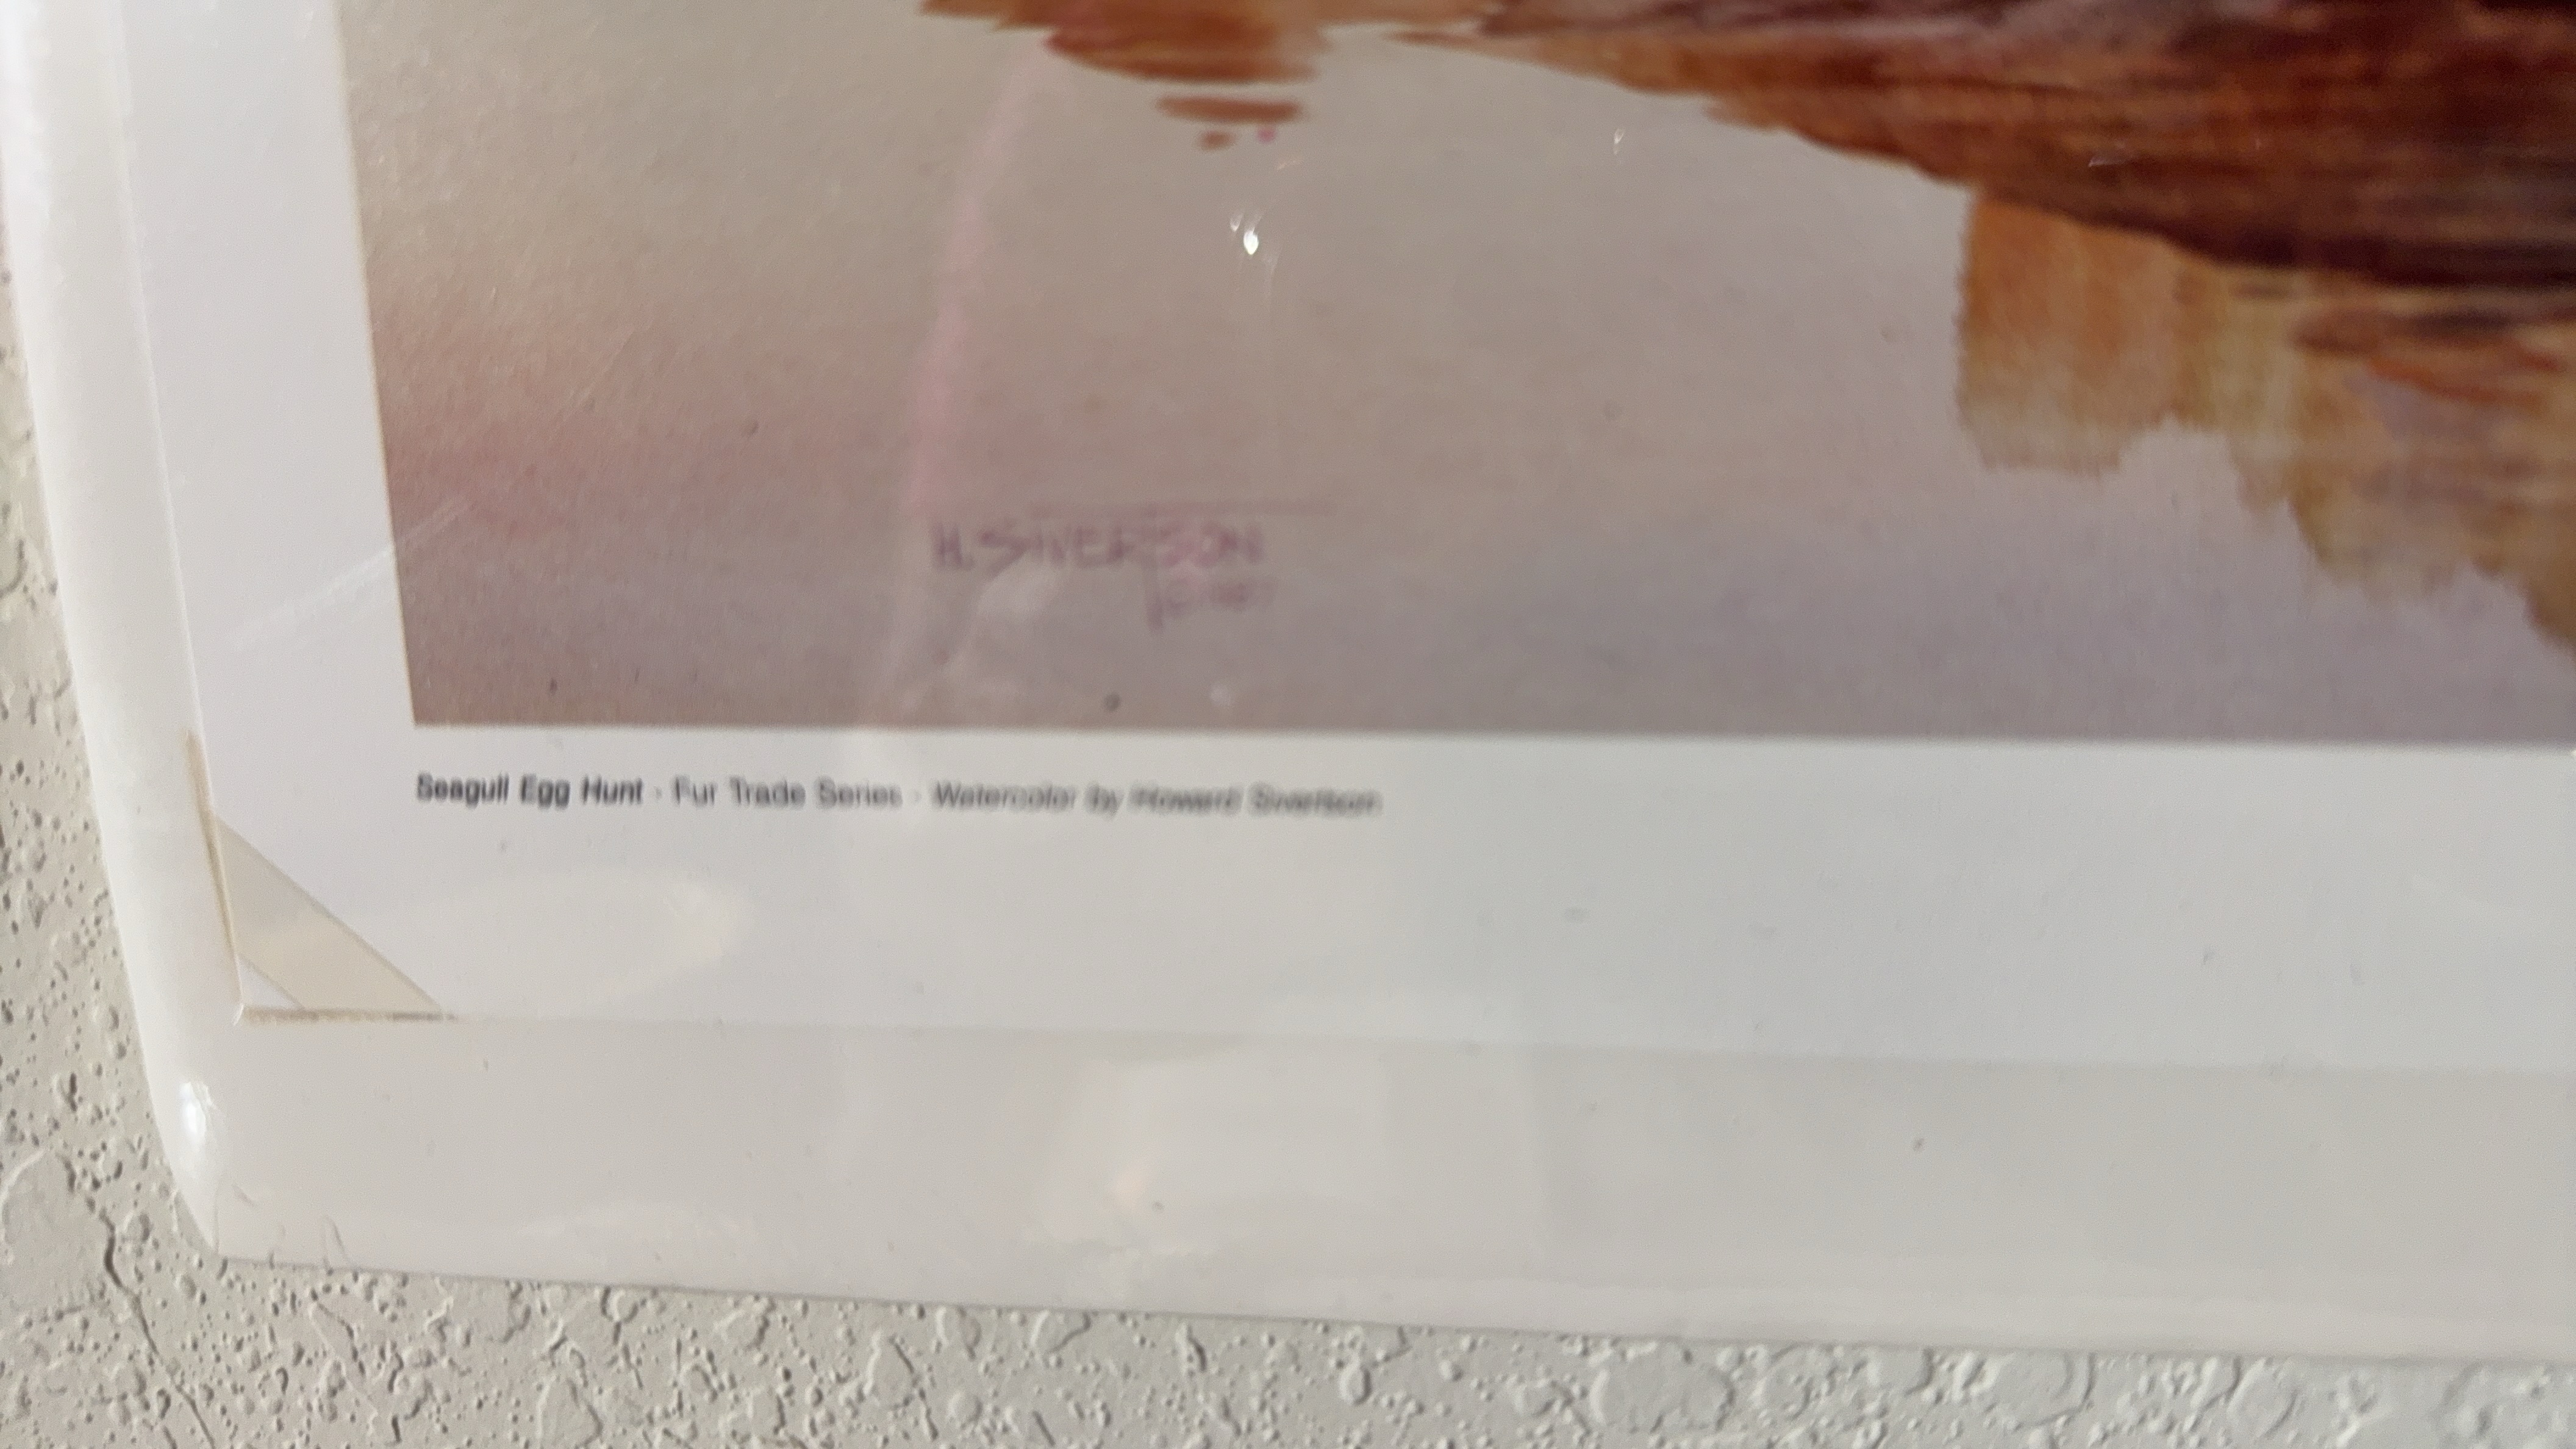 H. SIVERTSON
Seagull Egg Hunt · Fur Trade Series · Watercolor by Howard Sivertson